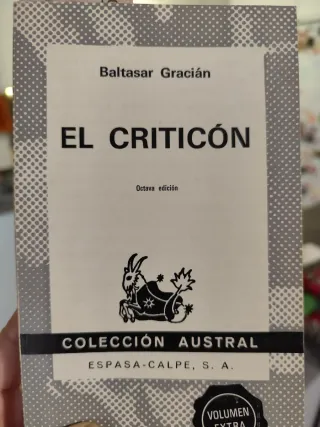 Baltasar Gracián
EL CRITICÓN
Octava edición
COLECCIÓN AUSTRAL
ESPASA-CALPE, S. A.
VOLUMEN
EXTRA